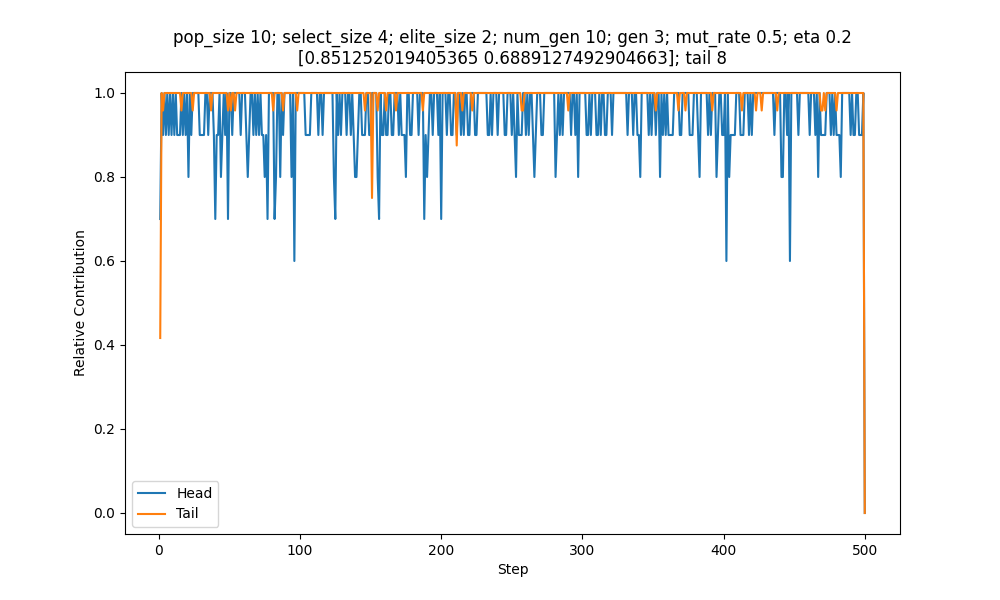 pop_size 10; select_size 4; elite_size 2; num_gen 10; gen 3; mut_rate 0.5; eta 0.2
[0.851252019405365 0.6889127492904663]; tail 8
Relative Contribution
1.0
0.8
0.6
0.4
0.2
0.0
Head
Tail
0
100
200
300
400
500
Step